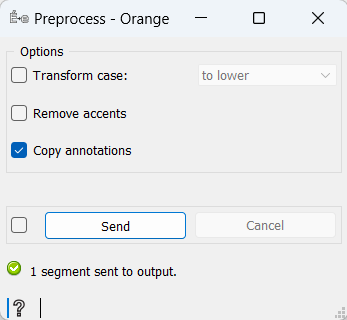 Preprocess - Orange
Options
Transform case: to lower
Remove accents
Copy annotations
Send Cancel
1 segment sent to output.
?